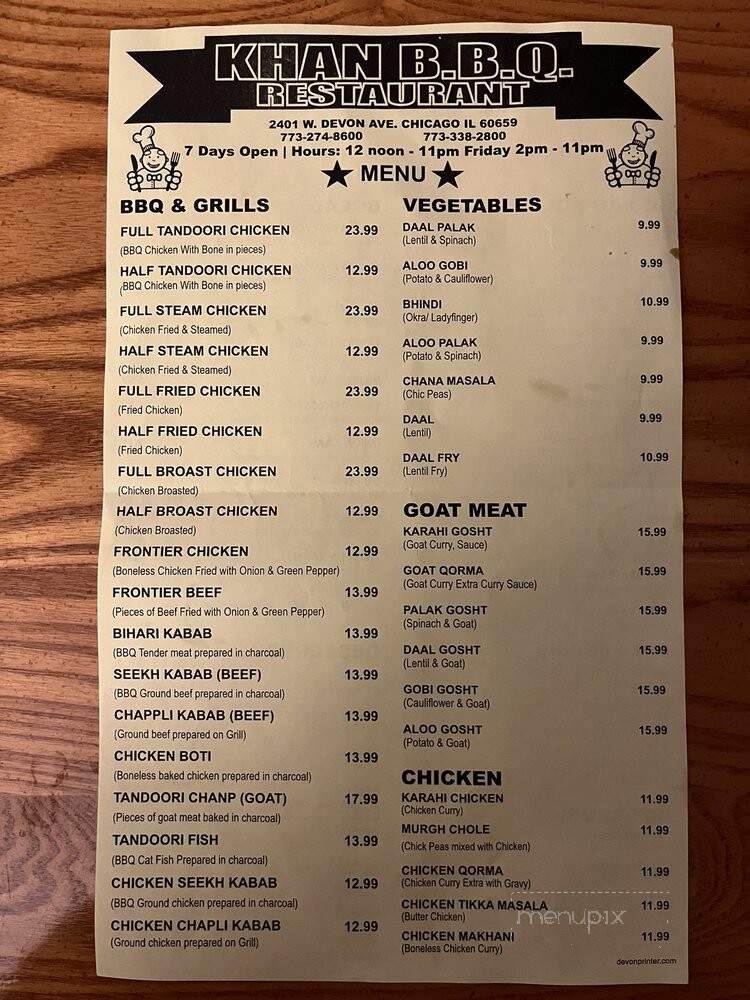 KHAN B.B.Q.
RESTAURANT
2401 W. DEVON AVE. CHICAGO IL 60659
773-274-8600 773-338-2800
7 Days Open | Hours: 12 noon - 11pm Friday 2pm - 11pm
MENU
BBQ & GRILLS
FULL TANDOORI CHICKEN 23.99
(BBQ Chicken With Bone in pieces)
HALF TANDOORI CHICKEN 12.99
(BBQ Chicken With Bone in pieces)
FULL STEAM CHICKEN 23.99
(Chicken Fried & Steamed)
HALF STEAM CHICKEN 12.99
(Chicken Fried & Steamed)
FULL FRIED CHICKEN 23.99
(Fried Chicken)
HALF FRIED CHICKEN 12.99
(Fried Chicken)
FULL BROAST CHICKEN 23.99
(Chicken Broasted)
HALF BROAST CHICKEN 12.99
(Chicken Broasted)
FRONTIER CHICKEN 12.99
(Boneless Chicken Fried with Onion & Green Pepper)
FRONTIER BEEF 13.99
(Pieces of Beef Fried with Onion & Green Pepper)
BIHARI KABAB 13.99
(BBQ Tender meat prepared in charcoal)
SEEKH KABAB (BEEF) 13.99
(BBQ Ground beef prepared in charcoal)
CHAPPLI KABAB (BEEF) 13.99
(Ground beef prepared on Grill)
CHICKEN BOTI 13.99
(Boneless baked chicken prepared in charcoal)
TANDOORI CHANP (GOAT) 17.99
(Pieces of goat meat baked in charcoal)
TANDOORI FISH 13.99
(BBQ Cat Fish Prepared in charcoal)
CHICKEN SEEKH KABAB 12.99
(BBQ Ground chicken prepared in charcoal)
CHICKEN CHAPLI KABAB 12.99
(Ground chicken prepared on Grill)
VEGETABLES
DAAL PALAK 9.99
(Lentil & Spinach)
ALOO GOBI 9.99
(Potato & Cauliflower)
BHINDI 10.99
(Okra/ Ladyfinger)
ALOO PALAK 9.99
(Potato & Spinach)
CHANA MASALA 9.99
(Chic Peas)
DAAL 9.99
(Lentil)
DAAL FRY 10.99
(Lentil Fry)
GOAT MEAT
KARAHI GOSHT 15.99
(Goat Curry, Sauce)
GOAT QORMA 15.99
(Goat Curry Extra Curry Sauce)
PALAK GOSHT 15.99
(Spinach & Goat)
DAAL GOSHT 15.99
(Lentil & Goat)
GOBI GOSHT 15.99
(Cauliflower & Goat)
ALOO GOSHT 15.99
(Potato & Goat)
CHICKEN
KARAHI CHICKEN 11.99
(Chicken Curry)
MURGH CHOLE 11.99
(Chick Peas mixed with Chicken)
CHICKEN QORMA 11.99
(Chicken Curry Extra with Gravy)
CHICKEN TIKKA MASALA 11.99
(Butter Chicken)
CHICKEN MAKHANI 11.99
(Boneless Chicken Curry)
menupix
devonprinter.com